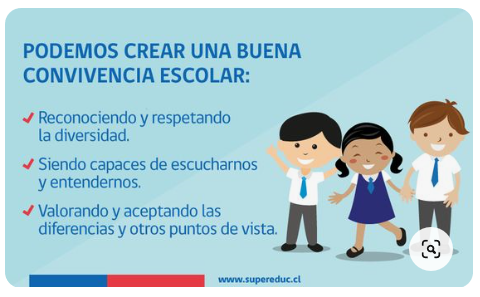 PODEMOS CREAR UNA BUENA
CONVIVENCIA ESCOLAR:
Reconociendo y respetando
la diversidad.
Siendo capaces de escucharnos
y entendernos.
Valorando y aceptando las
diferencias y otros puntos de vista.
www.supereduc.cl